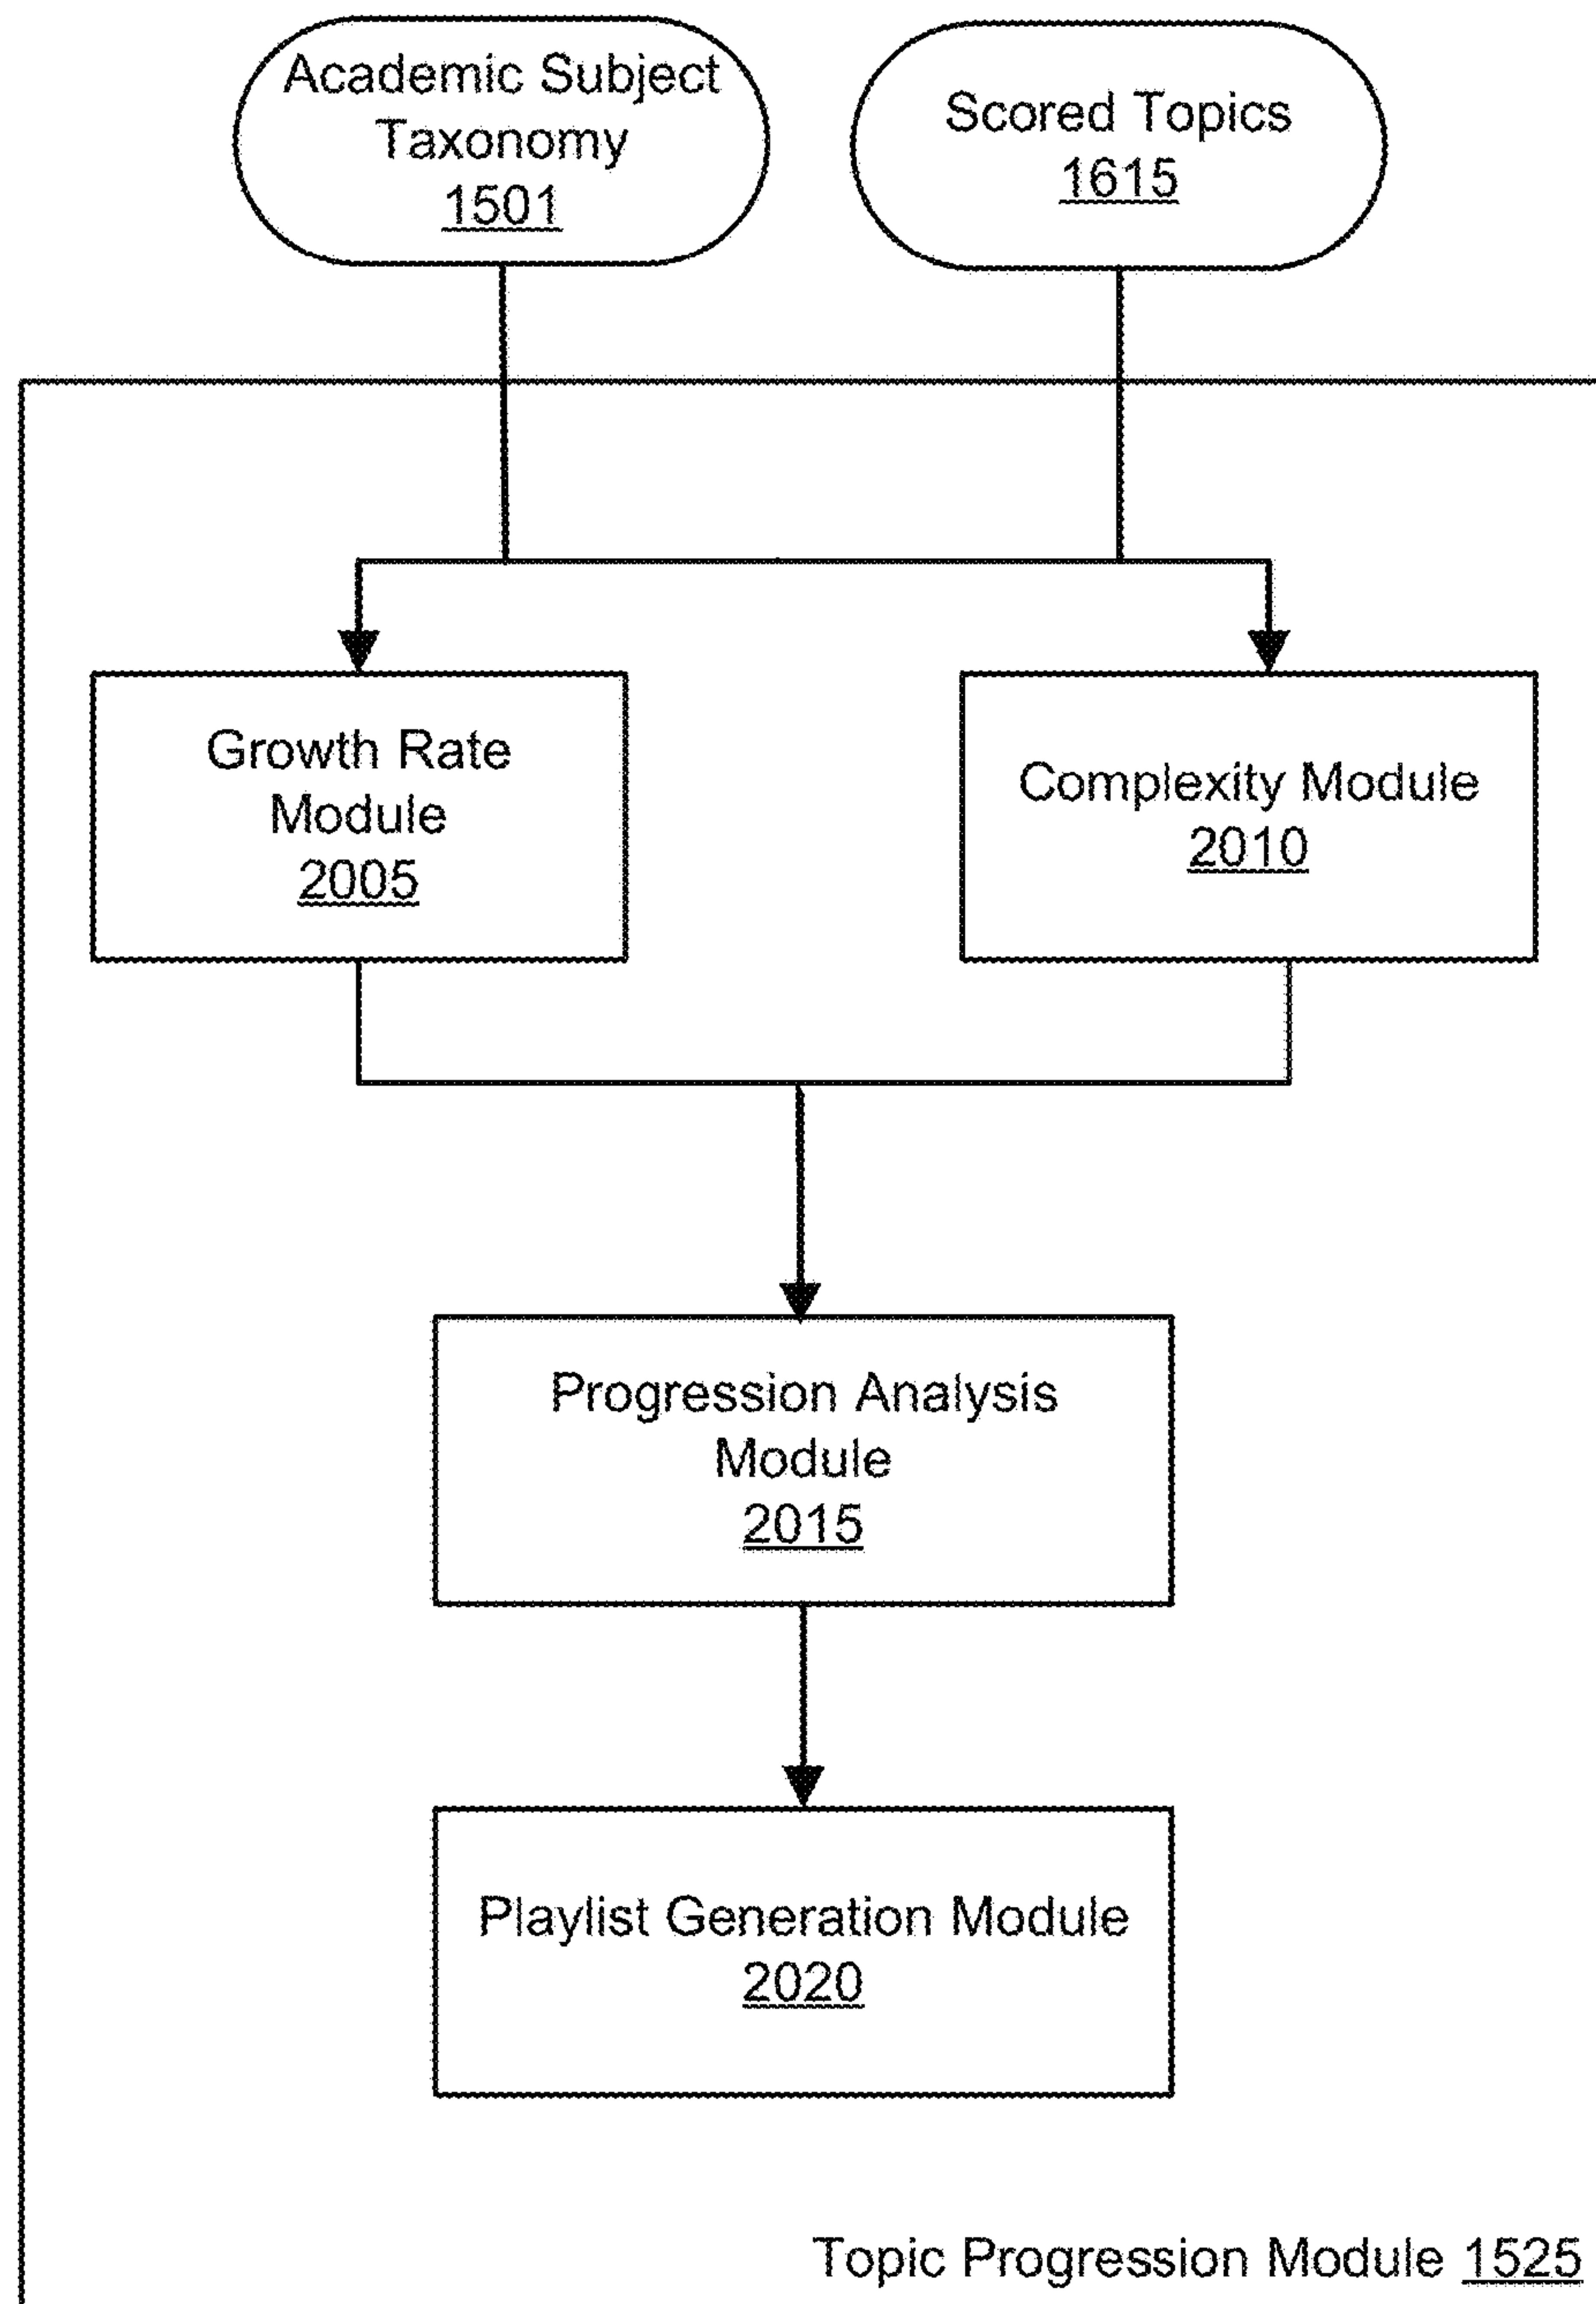 Academic Subject
Taxonomy
1501
Scored Topics
1615
Growth Rate
Module
2005
Complexity Module
2010
Progression Analysis
Module
2015
Playlist Generation Module
2020
Topic Progression Module 1525